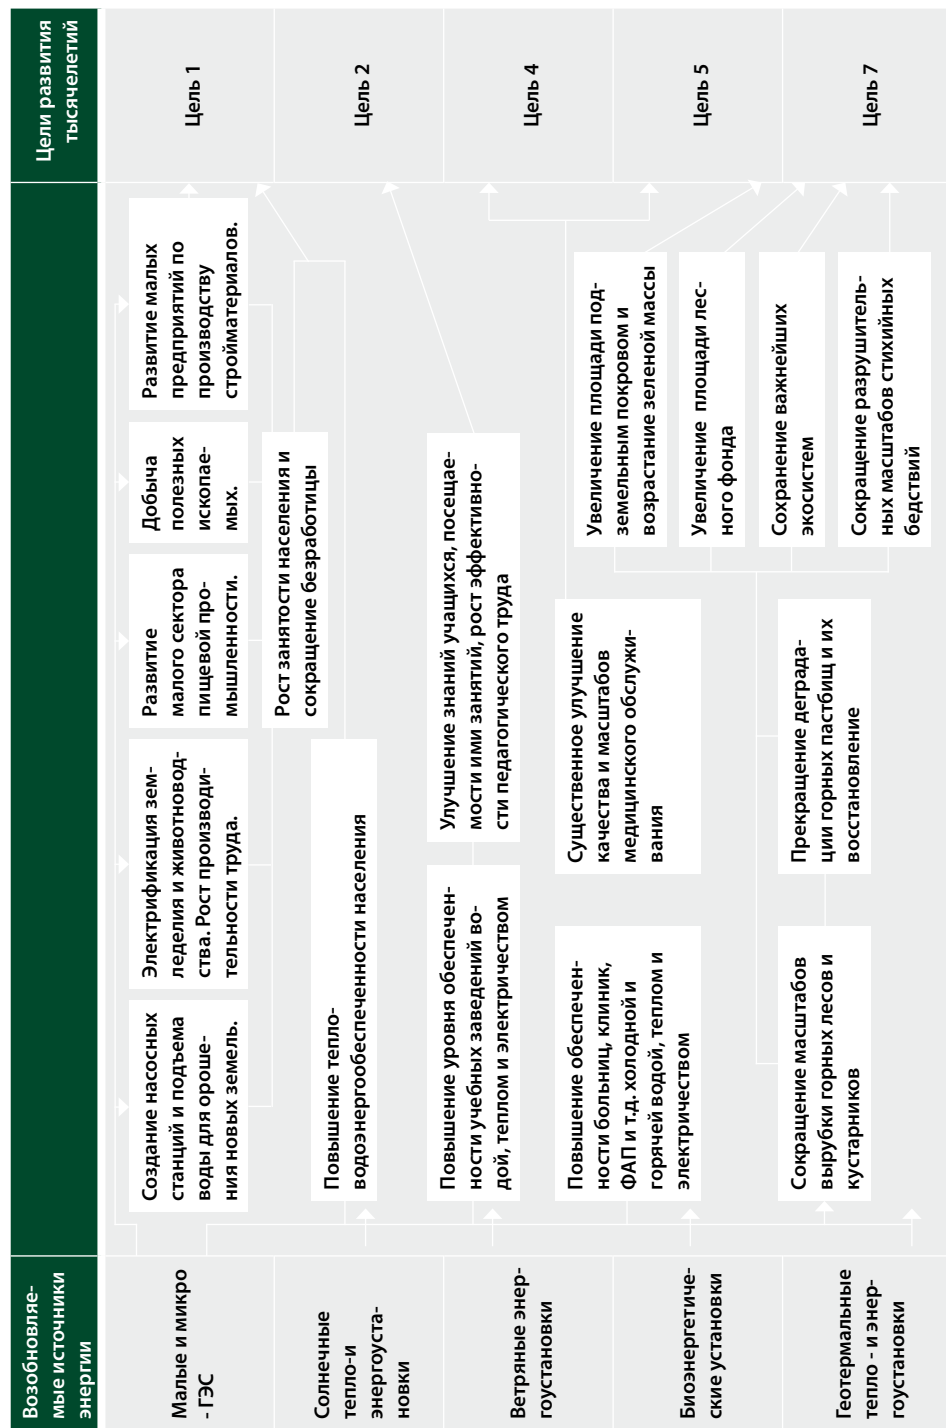 Возобновляе-
мые источники
энергии
Цели развития
тысячелетий
Малые и микро
- ГЭС
Солнечные
тепло-и
энергоуста-
новки
Ветряные энер-
гоустановки
Биоэнергетиче-
ские установки
Геотермальные
тепло - и энер-
гоустановки
Создание насосных
станций и подъема
воды для ороше-
ния новых земель.
Электрификация зем-
леделия и животновод-
ства. Рост производи-
тельности труда.
Развитие
малого сектора
пищевой про-
мышленности.
Добыча
полезных
ископае-
мых.
Развитие малых
предприятий по
производству
стройматериалов.
Рост занятости населения и
сокращение безработицы
Повышение тепло-
водоэнергообеспеченности населения
Повышение уровня обеспечен-
ности учебных заведений во-
дой, теплом и электричеством
Улучшение знаний учащихся, посещае-
мости ими занятий, рост эффективно-
сти педагогического труда
Повышение обеспечен-
ности больниц, клиник,
ФАП и т.д. холодной и
горячей водой, теплом и
электричеством
Существенное улучшение
качества и масштабов
медицинского обслужи-
вания
Сокращение масштабов
вырубки горных лесов и
кустарников
Прекращение деграда-
ции горных пастбищ и их
восстановление
Увеличение площади под-
земельным покровом и
возрастание зеленой массы
Увеличение площади лес-
ного фонда
Сохранение важнейших
экосистем
Сокращение разрушитель-
ных масштабов стихийных
бедствий
Цель 1
Цель 2
Цель 4
Цель 5
Цель 7